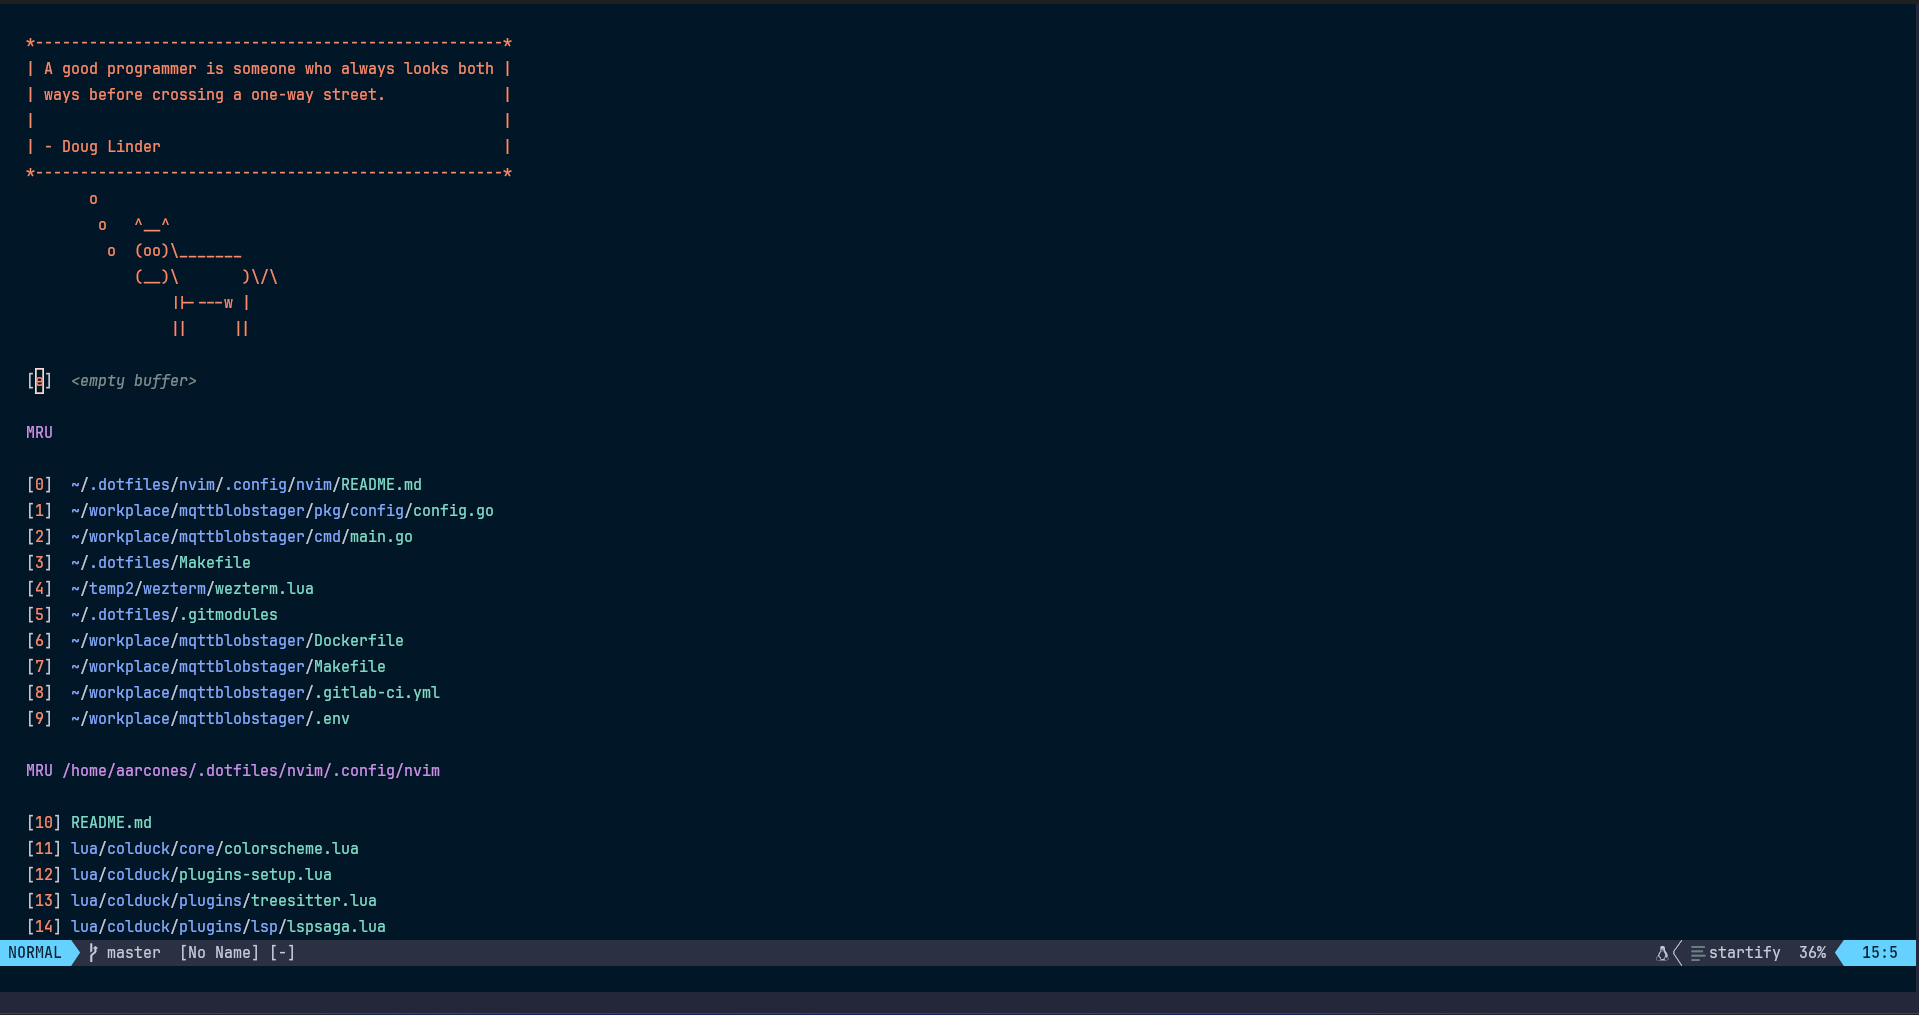 *----------------------------------------------------*
| A good programmer is someone who always looks both |
| ways before crossing a one-way street.             |
|                                                    |
| - Doug Linder                                      |
*----------------------------------------------------*
       o
        o   ^__^
         o  (oo)\_______
            (__)\       )\/\
                ||----w |
                ||     ||
[e]  <empty buffer>
MRU
[0]  ~/.dotfiles/nvim/.config/nvim/README.md
[1]  ~/workplace/mqttblobstager/pkg/config/config.go
[2]  ~/workplace/mqttblobstager/cmd/main.go
[3]  ~/.dotfiles/Makefile
[4]  ~/temp2/wezterm/wezterm.lua
[5]  ~/.dotfiles/.gitmodules
[6]  ~/workplace/mqttblobstager/Dockerfile
[7]  ~/workplace/mqttblobstager/Makefile
[8]  ~/workplace/mqttblobstager/.gitlab-ci.yml
[9]  ~/workplace/mqttblobstager/.env
MRU /home/aarcones/.dotfiles/nvim/.config/nvim
[10] README.md
[11] lua/colduck/core/colorscheme.lua
[12] lua/colduck/plugins-setup.lua
[13] lua/colduck/plugins/treesitter.lua
[14] lua/colduck/plugins/lsp/lspsaga.lua
NORMAL master [No Name] [-] startify 36% 15:5